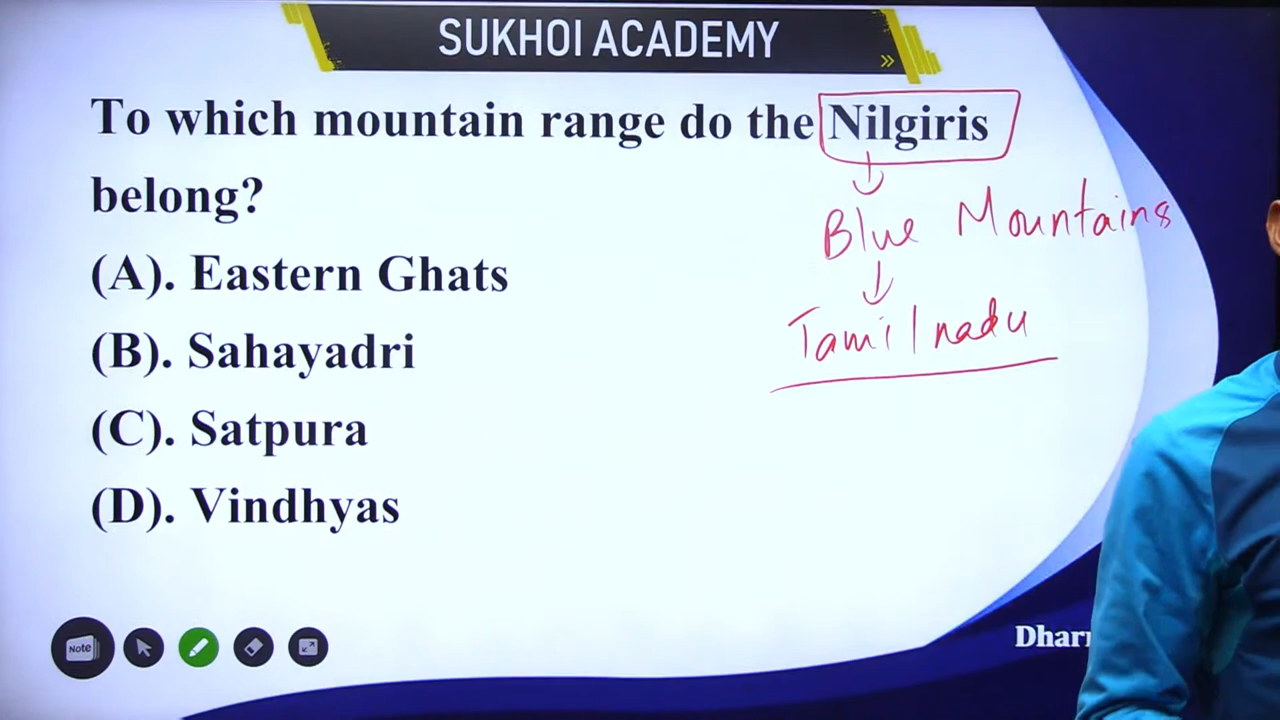 SUKHOI ACADEMY
To which mountain range do the Nilgiris
belong?
Blue Mountains
(A). Eastern Ghats
Tamilnadu
(B). Sahayadri
(C). Satpura
(D). Vindhyas
Note